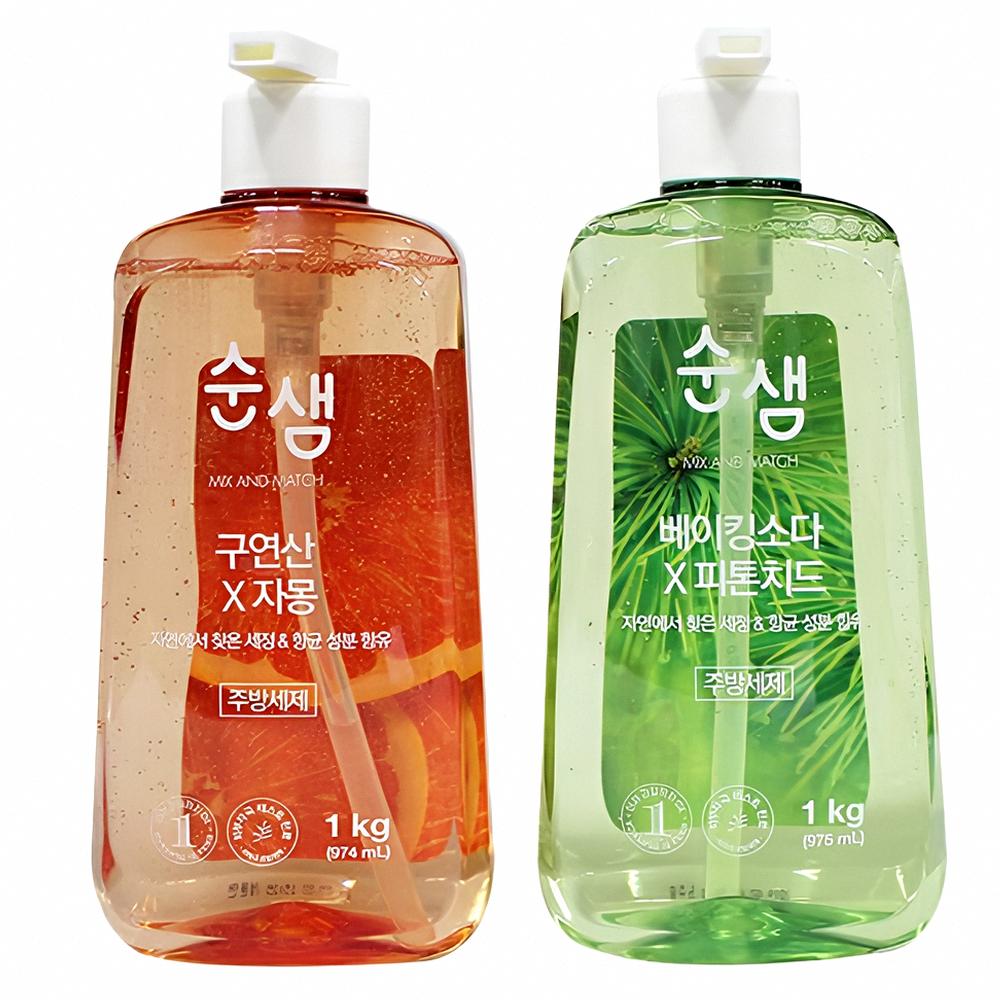 순샘
MIX AND MATCH
구연산
X 자몽
자연에서 찾은 세정 & 항균 성분 함유
주방세제
1
1 kg
(974 mL)
순샘
MIX AND MATCH
베이킹소다
X 피톤치드
자연에서 찾은 세정 & 항균 성분 함유
주방세제
1
1 kg
(975 mL)